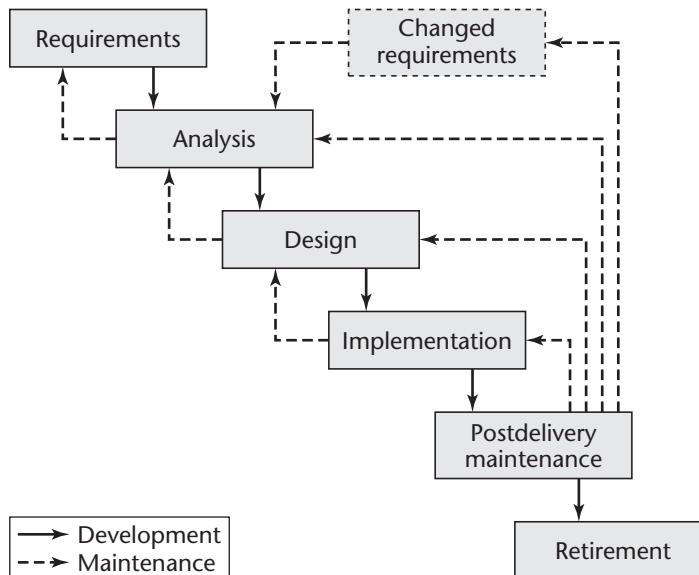 Requirements
Changed
requirements
Analysis
Design
Implementation
Postdelivery
maintenance
Retirement
Development
Maintenance